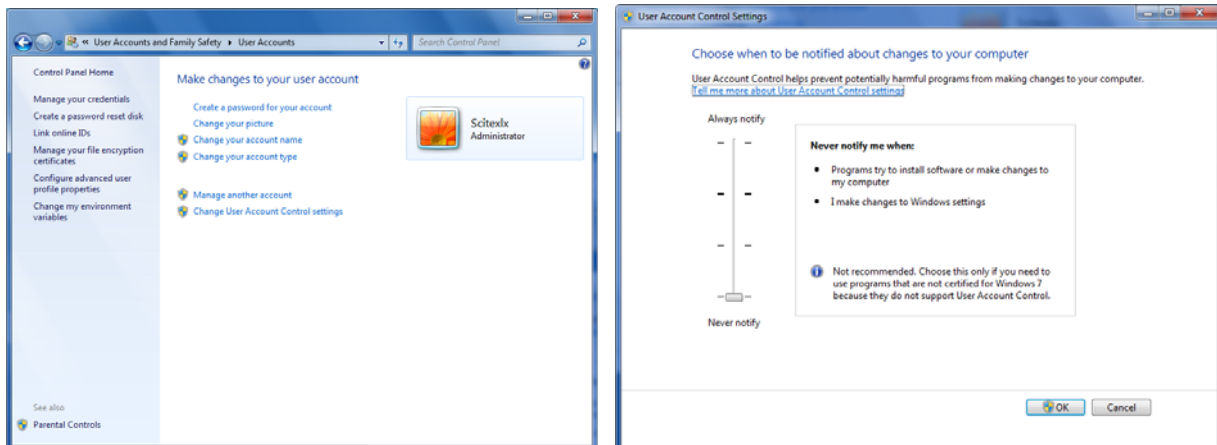 « User Accounts and Family Safety ▸ User Accounts
Search Control Panel
Control Panel Home
Manage your credentials
Create a password reset disk
Link online IDs
Manage your file encryption
certificates
Configure advanced user
profile properties
Change my environment
variables
See also
Parental Controls
Make changes to your user account
Create a password for your account
Change your picture
Change your account name
Change your account type
Manage another account
Change User Account Control settings
Scitexlx
Administrator
User Account Control Settings
Choose when to be notified about changes to your computer
User Account Control helps prevent potentially harmful programs from making changes to your computer.
Tell me more about User Account Control settings
Always notify
Never notify me when:
• Programs try to install software or make changes to
my computer
• I make changes to Windows settings
Not recommended. Choose this only if you need to
use programs that are not certified for Windows 7
because they do not support User Account Control.
Never notify
OK
Cancel